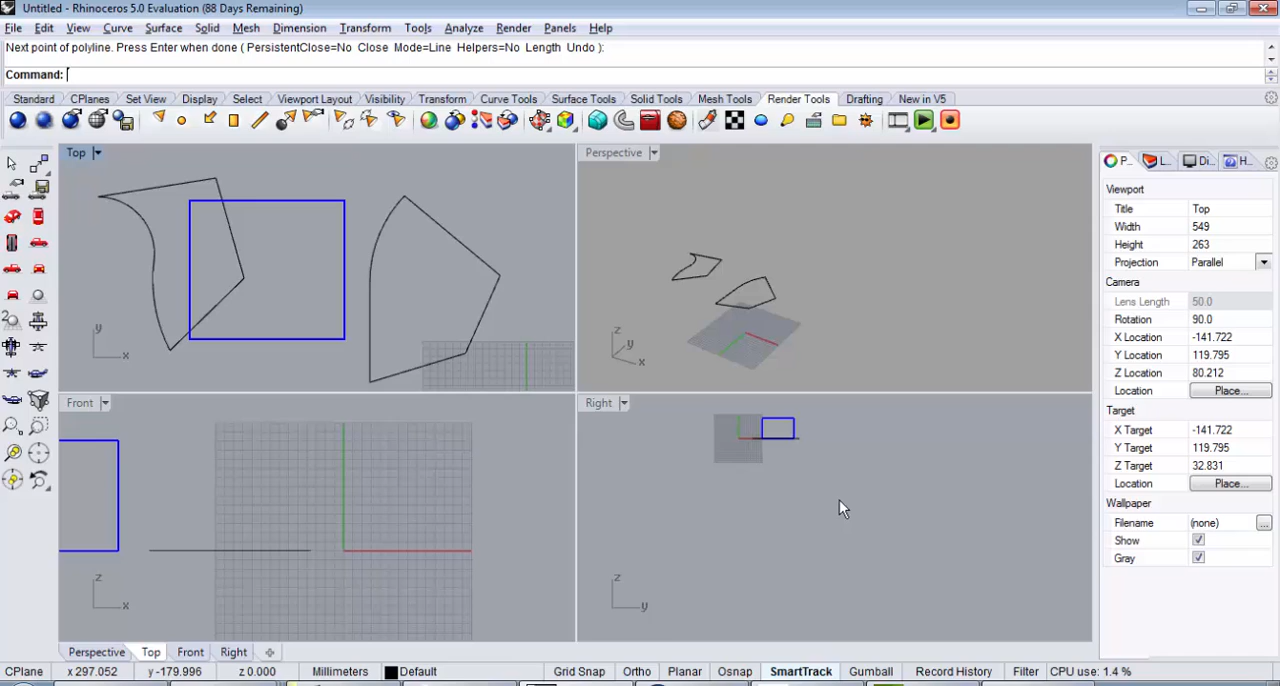 Untitled - Rhinoceros 5.0 Evaluation (88 Days Remaining)
File Edit View Curve Surface Solid Mesh Dimension Transform Tools Analyze Render Panels Help
Next point of polyline. Press Enter when done ( PersistentClose=No Close Mode=Line Helpers=No Length Undo ):
Command:
Standard CPlanes Set View Display Select Viewport Layout Visibility Transform Curve Tools Surface Tools Solid Tools Mesh Tools Render Tools Drafting New in V5
Top
y
x
Perspective
z
y
x
Front
z
x
Right
z
y
P... L... Di... H...
Viewport
Title Top
Width 549
Height 263
Projection Parallel
Camera
Lens Length 50.0
Rotation 90.0
X Location -141.722
Y Location 119.795
Z Location 80.212
Location Place...
Target
X Target -141.722
Y Target 119.795
Z Target 32.831
Location Place...
Wallpaper
Filename (none) ...
Show
Gray
Perspective Top Front Right
CPlane x 297.052 y -179.996 z 0.000 Millimeters Default Grid Snap Ortho Planar Osnap SmartTrack Gumball Record History Filter CPU use: 1.4 %